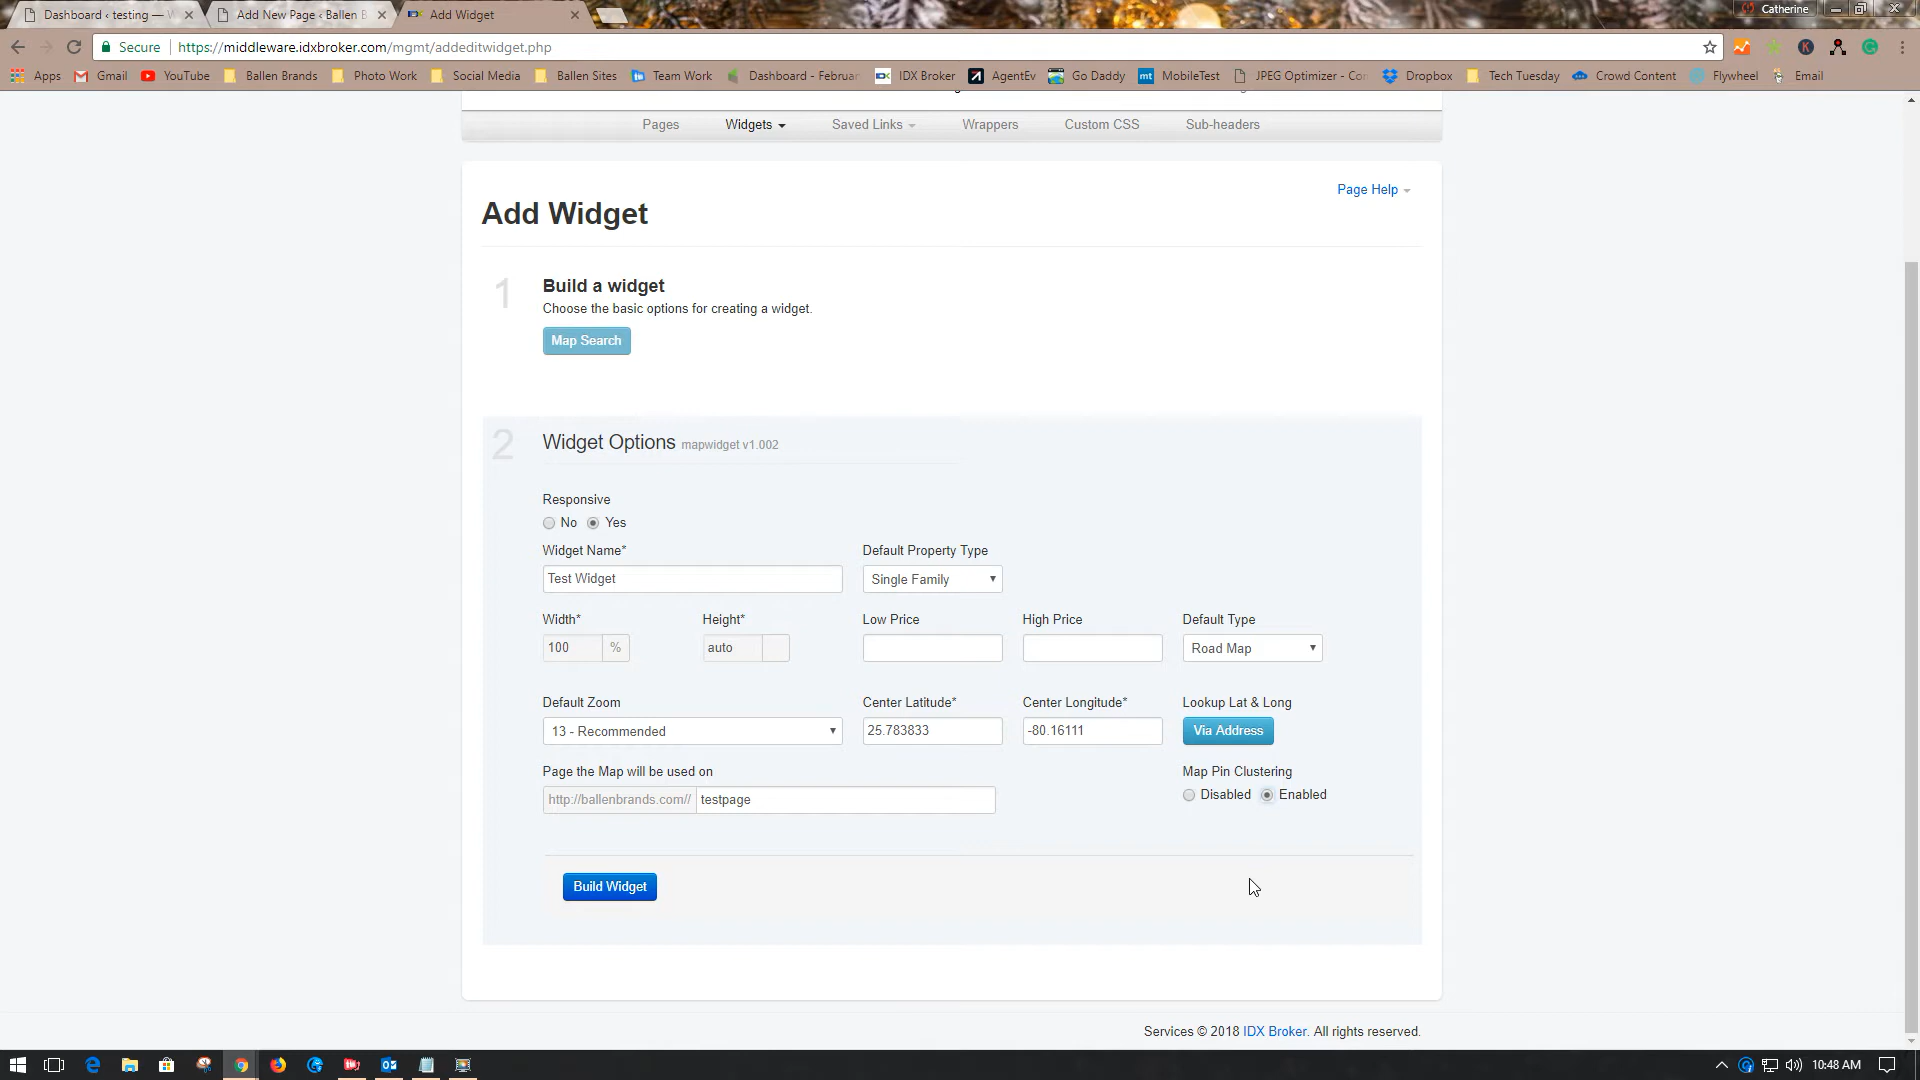 Dashboard ‹ testing — W
Add New Page ‹ Ballen B
Add Widget
Catherine
Secure
https://middleware.idxbroker.com/mgmt/addeditwidget.php
Apps
Gmail
YouTube
Ballen Brands
Photo Work
Social Media
Ballen Sites
Team Work
Dashboard - Februar
IDX Broker
AgentEv
Go Daddy
MobileTest
JPEG Optimizer - Con
Dropbox
Tech Tuesday
Crowd Content
Flywheel
Email
Pages
Widgets
Saved Links
Wrappers
Custom CSS
Sub-headers
Page Help
Add Widget
1
Build a widget
Choose the basic options for creating a widget.
Map Search
2
Widget Options mapwidget v1.002
Responsive
No
Yes
Widget Name*
Default Property Type
Test Widget
Single Family
Width*
Height*
Low Price
High Price
Default Type
100
%
auto
Road Map
Default Zoom
Center Latitude*
Center Longitude*
Lookup Lat & Long
13 - Recommended
25.783833
-80.16111
Via Address
Page the Map will be used on
Map Pin Clustering
http://ballenbrands.com//
testpage
Disabled
Enabled
Build Widget
Services © 2018 IDX Broker. All rights reserved.
10:48 AM